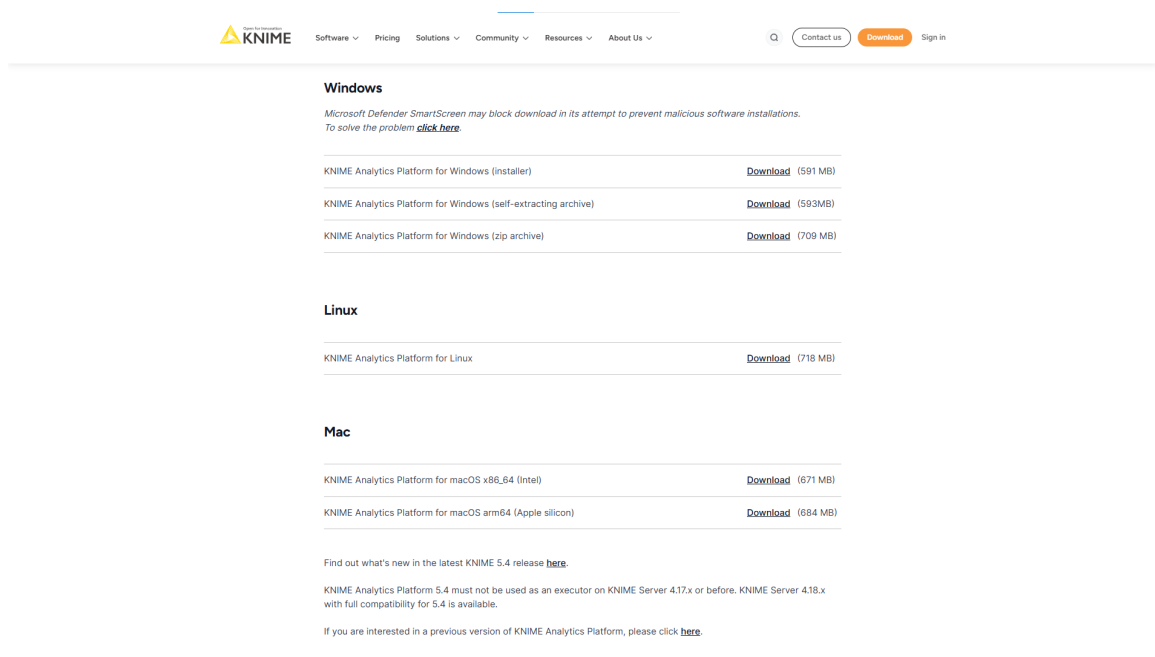 Open for Innovation
KNIME
Software
Pricing
Solutions
Community
Resources
About Us
Contact us
Download
Sign in
Windows
Microsoft Defender SmartScreen may block download in its attempt to prevent malicious software installations.
To solve the problem click here.
KNIME Analytics Platform for Windows (installer) Download (591 MB)
KNIME Analytics Platform for Windows (self-extracting archive) Download (593MB)
KNIME Analytics Platform for Windows (zip archive) Download (709 MB)
Linux
KNIME Analytics Platform for Linux Download (718 MB)
Mac
KNIME Analytics Platform for macOS x86_64 (Intel) Download (671 MB)
KNIME Analytics Platform for macOS arm64 (Apple silicon) Download (684 MB)
Find out what's new in the latest KNIME 5.4 release here.
KNIME Analytics Platform 5.4 must not be used as an executor on KNIME Server 4.17.x or before. KNIME Server 4.18.x
with full compatibility for 5.4 is available.
If you are interested in a previous version of KNIME Analytics Platform, please click here.